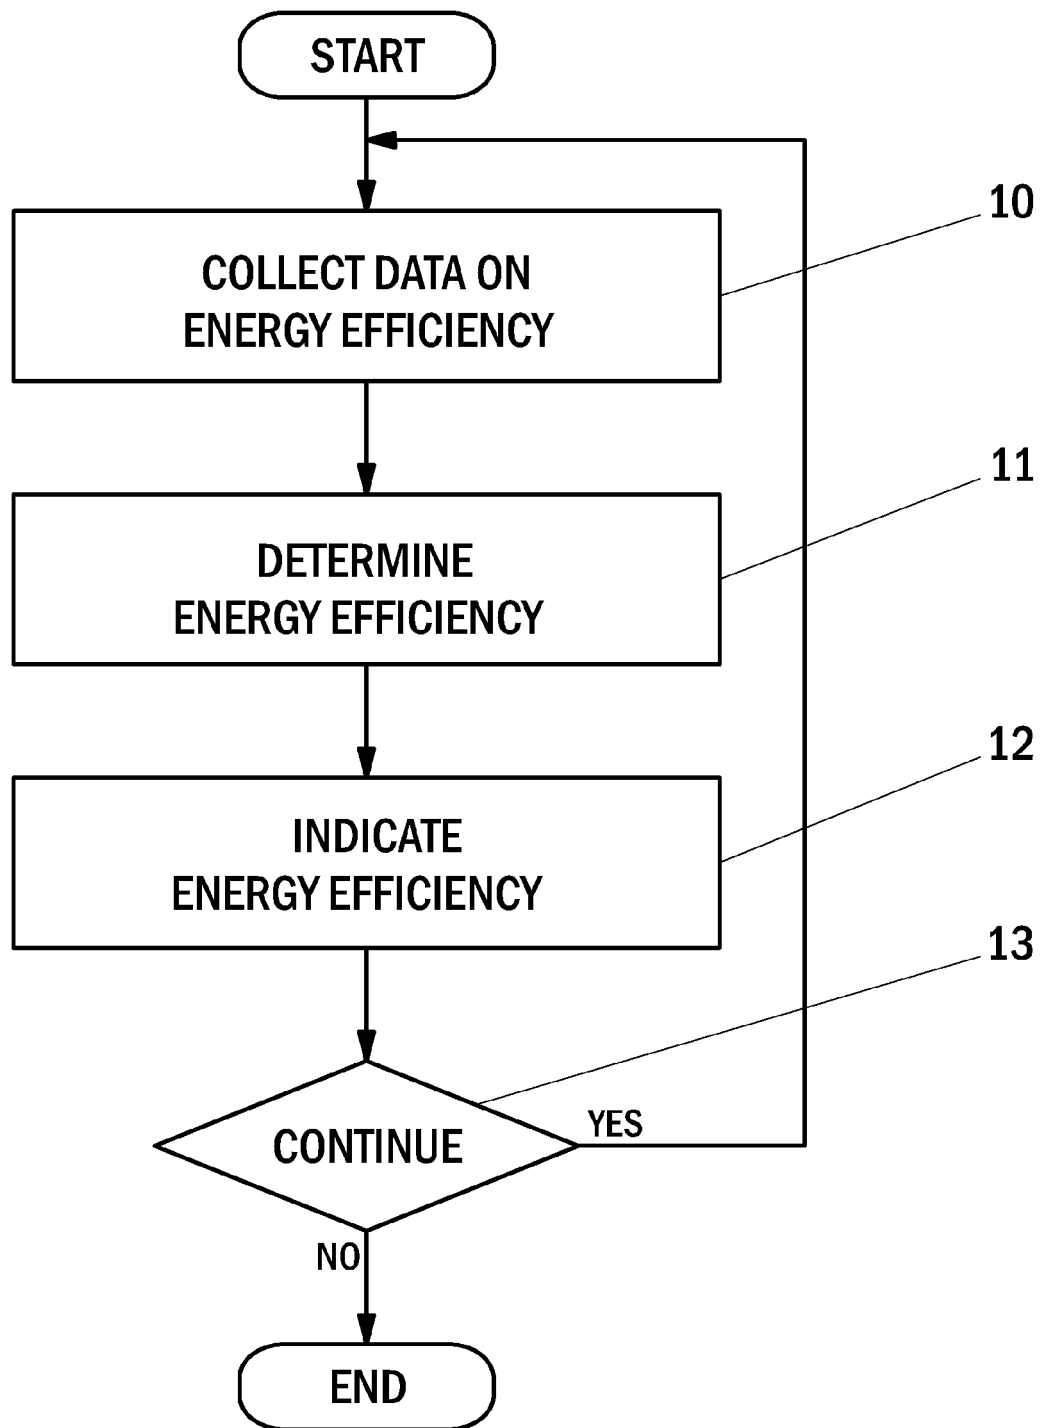 START
10
COLLECT DATA ON
ENERGY EFFICIENCY
11
DETERMINE
ENERGY EFFICIENCY
12
INDICATE
ENERGY EFFICIENCY
13
CONTINUE
YES
NO
END